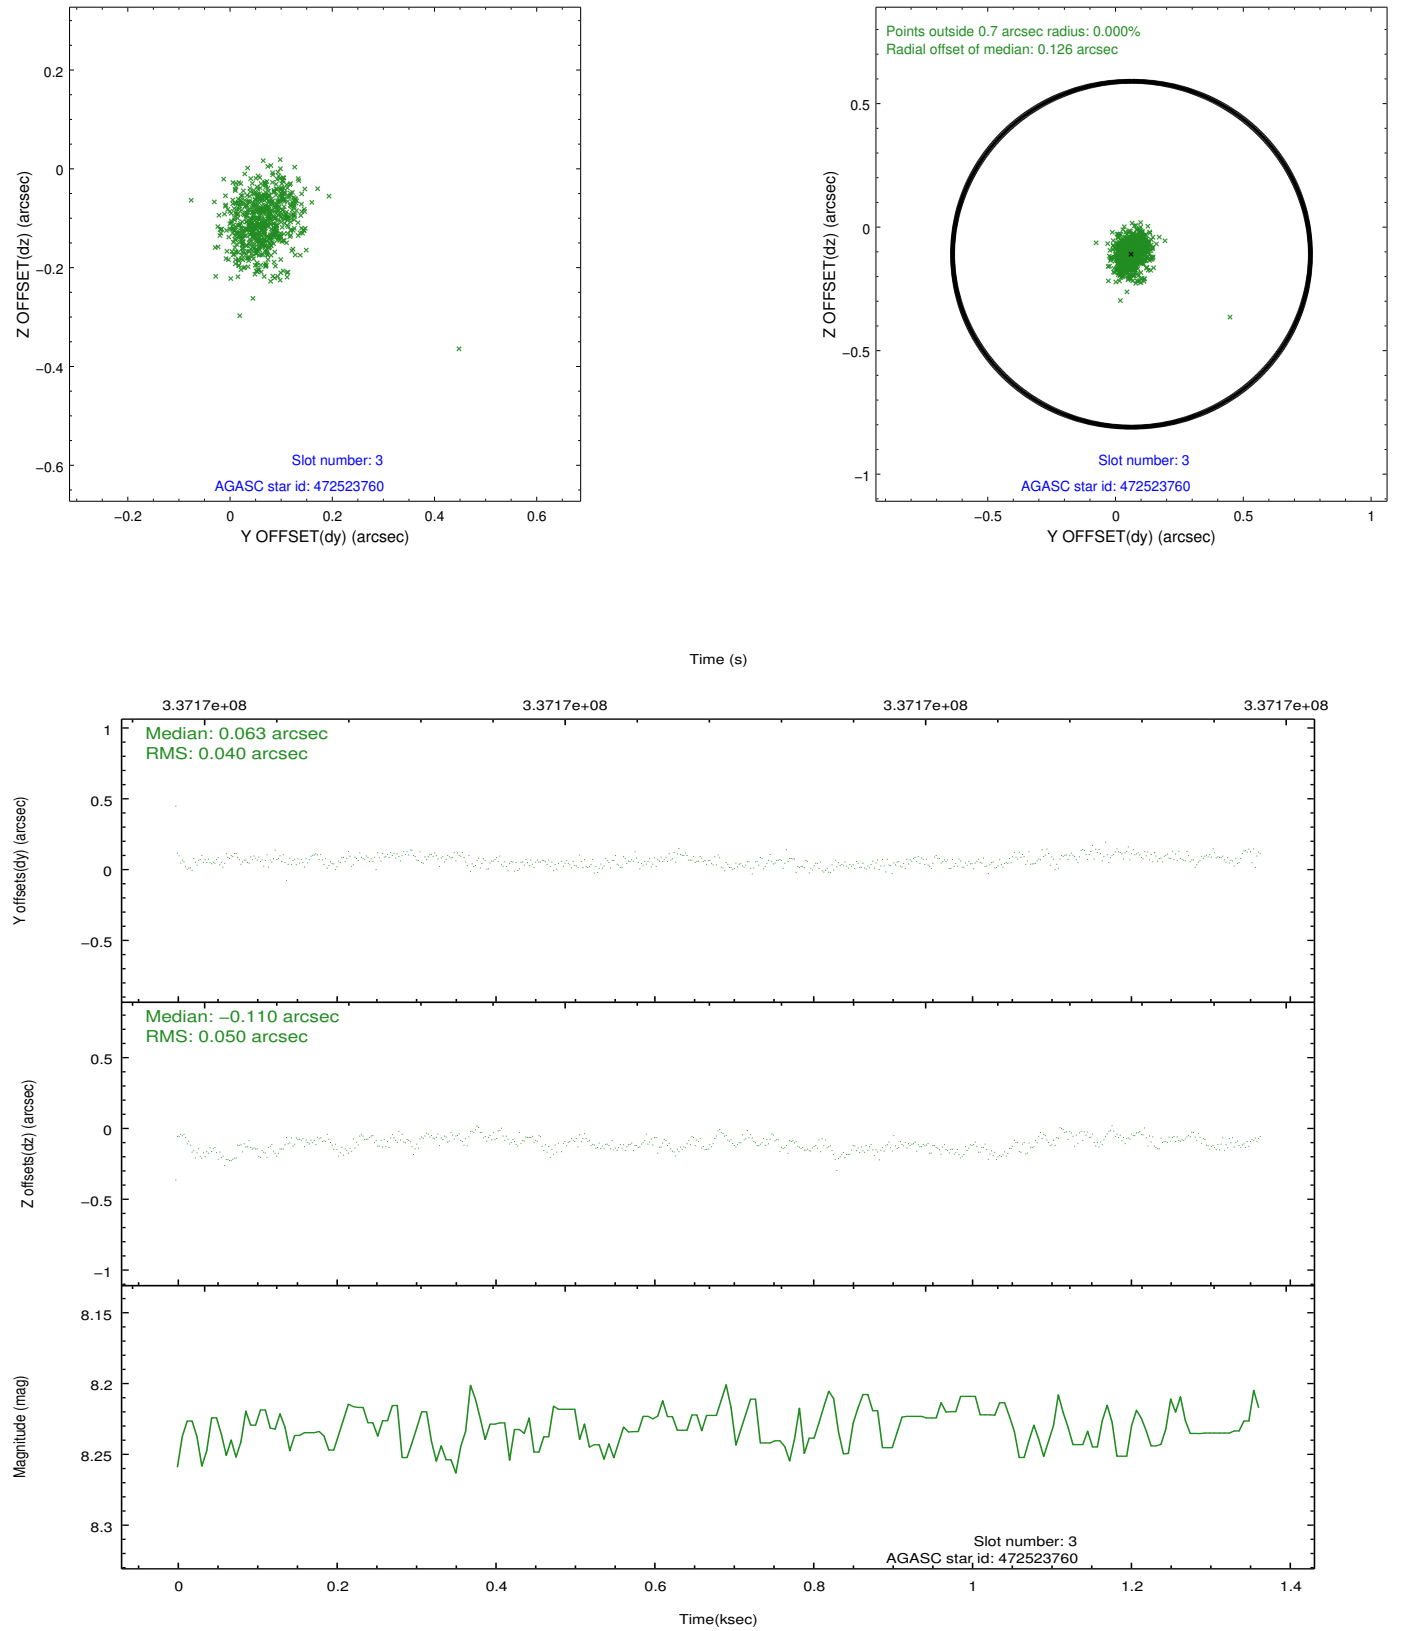 0.2
0
−0.2
−0.4
−0.6
Z OFFSET(dz) (arcsec)
Slot number: 3
AGASC star id: 472523760
−0.2 0 0.2 0.4 0.6
Y OFFSET(dy) (arcsec)
Points outside 0.7 arcsec radius: 0.000%
Radial offset of median: 0.126 arcsec
0.5
0
−0.5
−1
Z OFFSET(dz) (arcsec)
Slot number: 3
AGASC star id: 472523760
−0.5 0 0.5 1
Y OFFSET(dy) (arcsec)
Time (s)
3.3717e+08 3.3717e+08 3.3717e+08 3.3717e+08
Median: 0.063 arcsec
RMS: 0.040 arcsec
1
0.5
0
−0.5
Y offsets(dy) (arcsec)
Median: −0.110 arcsec
RMS: 0.050 arcsec
0.5
0
−0.5
−1
Z offsets(dz) (arcsec)
8.15
8.2
8.25
8.3
Magnitude (mag)
Slot number: 3
AGASC star id: 472523760
0 0.2 0.4 0.6 0.8 1 1.2 1.4
Time(ksec)